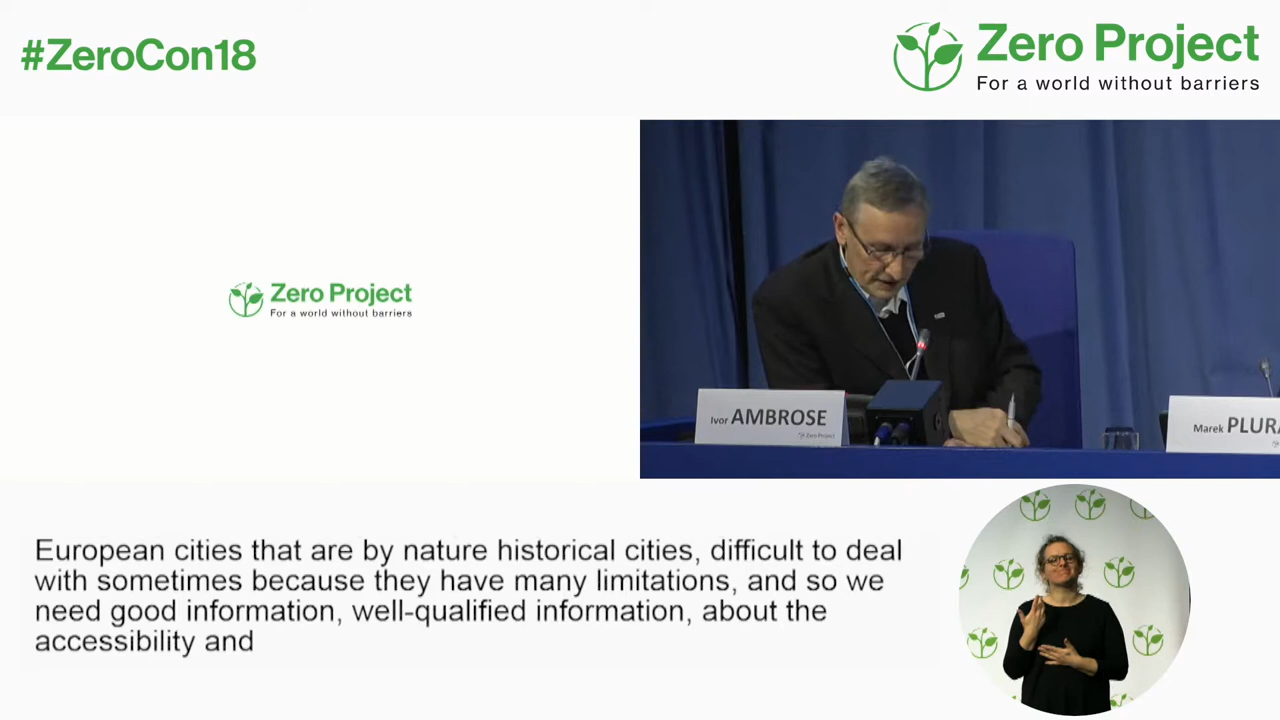 #ZeroCon18
Zero Project
For a world without barriers
Zero Project
For a world without barriers
Ivor AMBROSE
Zero Project
Marek PLURA
European cities that are by nature historical cities, difficult to deal
with sometimes because they have many limitations, and so we
need good information, well-qualified information, about the
accessibility and